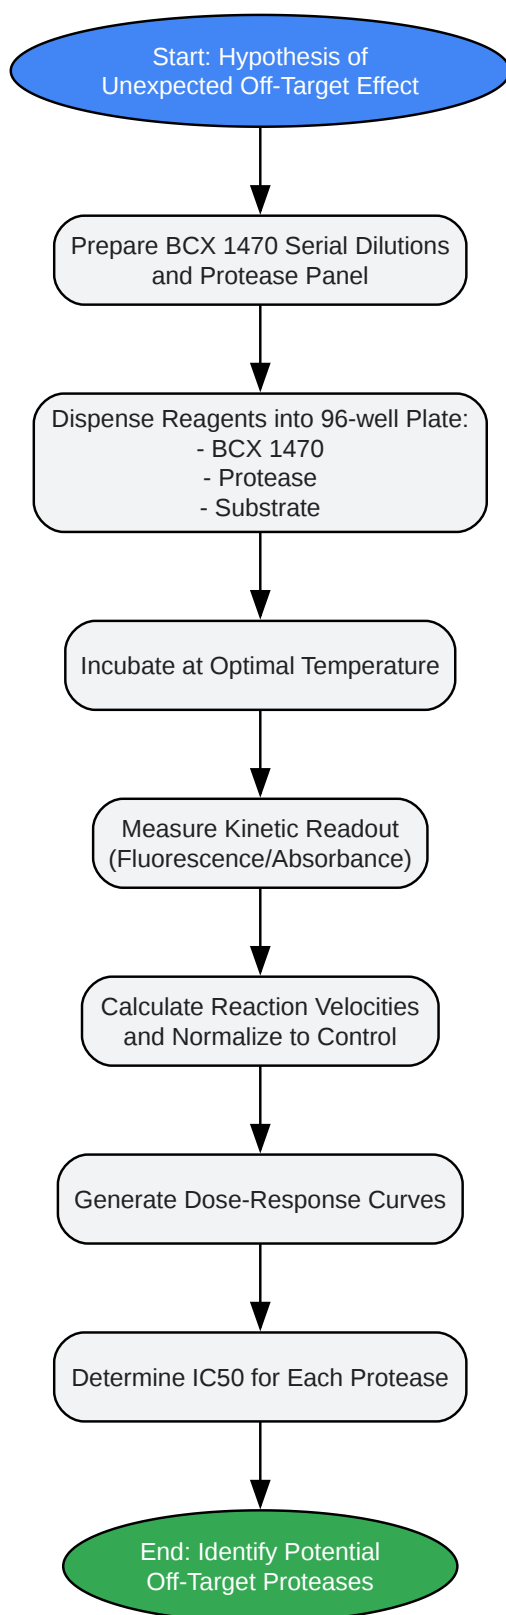 Start: Hypothesis of
Unexpected Off-Target Effect
Prepare BCX 1470 Serial Dilutions
and Protease Panel
Dispense Reagents into 96-well Plate:
- BCX 1470
- Protease
- Substrate
Incubate at Optimal Temperature
Measure Kinetic Readout
(Fluorescence/Absorbance)
Calculate Reaction Velocities
and Normalize to Control
Generate Dose-Response Curves
Determine IC50 for Each Protease
End: Identify Potential
Off-Target Proteases